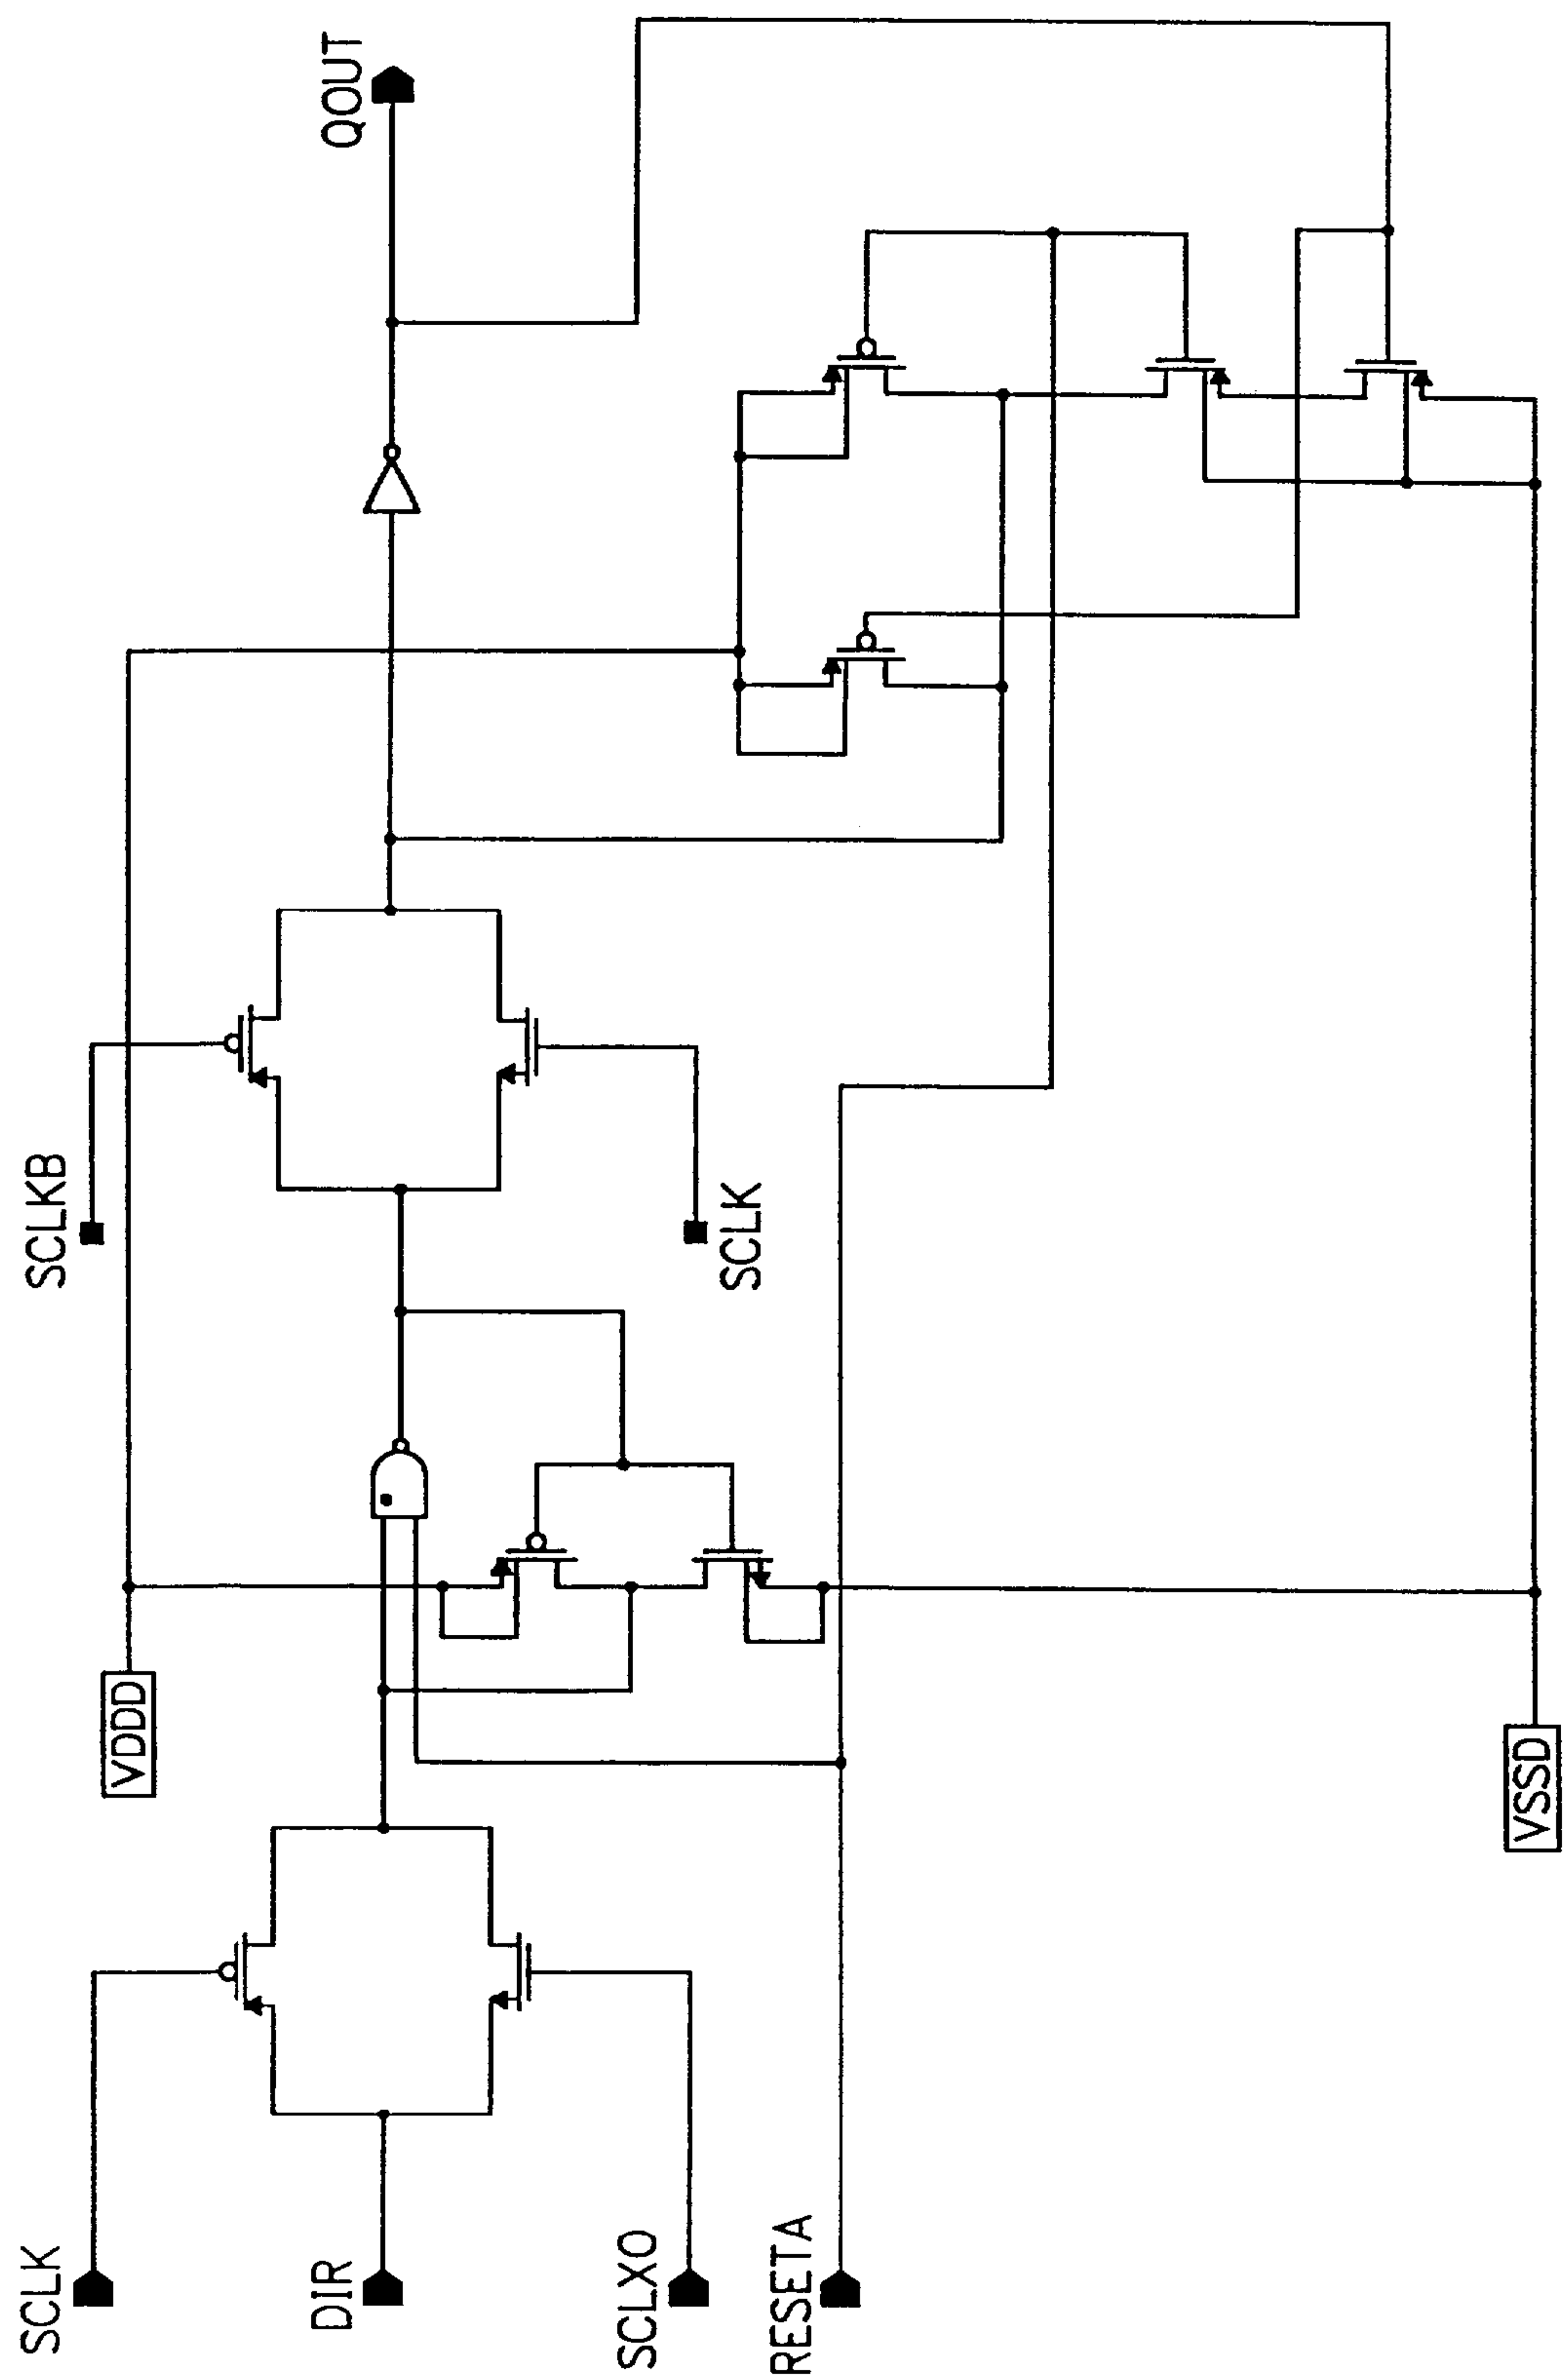 SCLK
DIR
SCLXO
RESETA
VDDD
VSSD
SCLKB
SCLK
QOUT